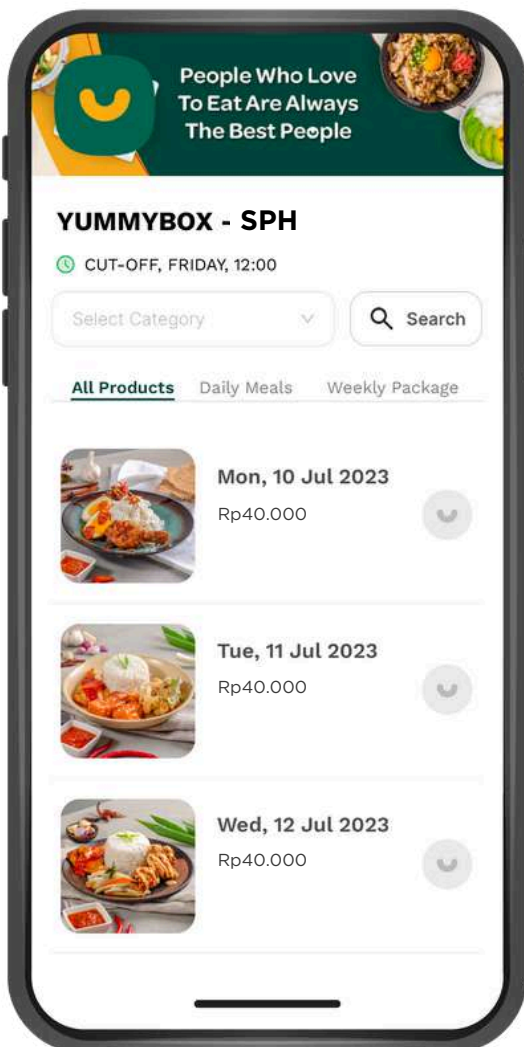 People Who Love
To Eat Are Always
The Best People
YUMMYBOX - SPH
CUT-OFF, FRIDAY, 12:00
Select Category
Search
All Products Daily Meals Weekly Package
Mon, 10 Jul 2023
Rp40.000
Tue, 11 Jul 2023
Rp40.000
Wed, 12 Jul 2023
Rp40.000